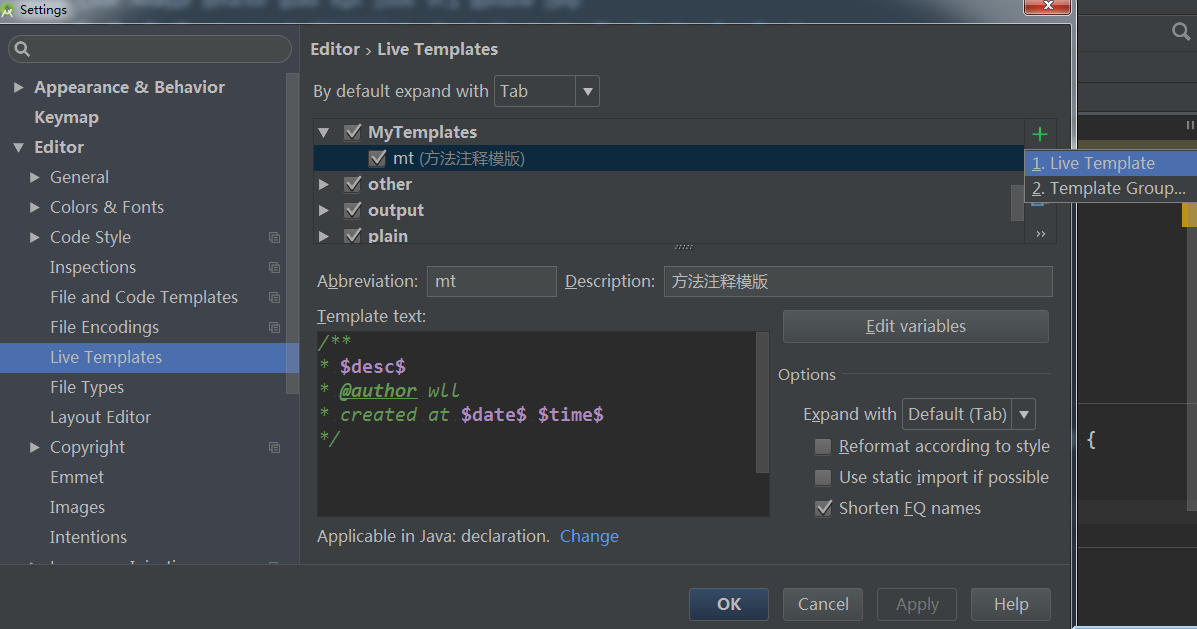 Settings
Editor › Live Templates
Appearance & Behavior
Keymap
Editor
General
Colors & Fonts
Code Style
Inspections
File and Code Templates
File Encodings
Live Templates
File Types
Layout Editor
Copyright
Emmet
Images
Intentions
By default expand with Tab
MyTemplates
mt (方法注释模版)
other
output
plain
1. Live Template
2. Template Group...
Abbreviation: mt Description: 方法注释模版
Template text:
/**
* $desc$
* @author wll
* created at $date$ $time$
*/
Edit variables
Options
Expand with Default (Tab)
Reformat according to style
Use static import if possible
Shorten FQ names
Applicable in Java: declaration. Change
{
OK Cancel Apply Help